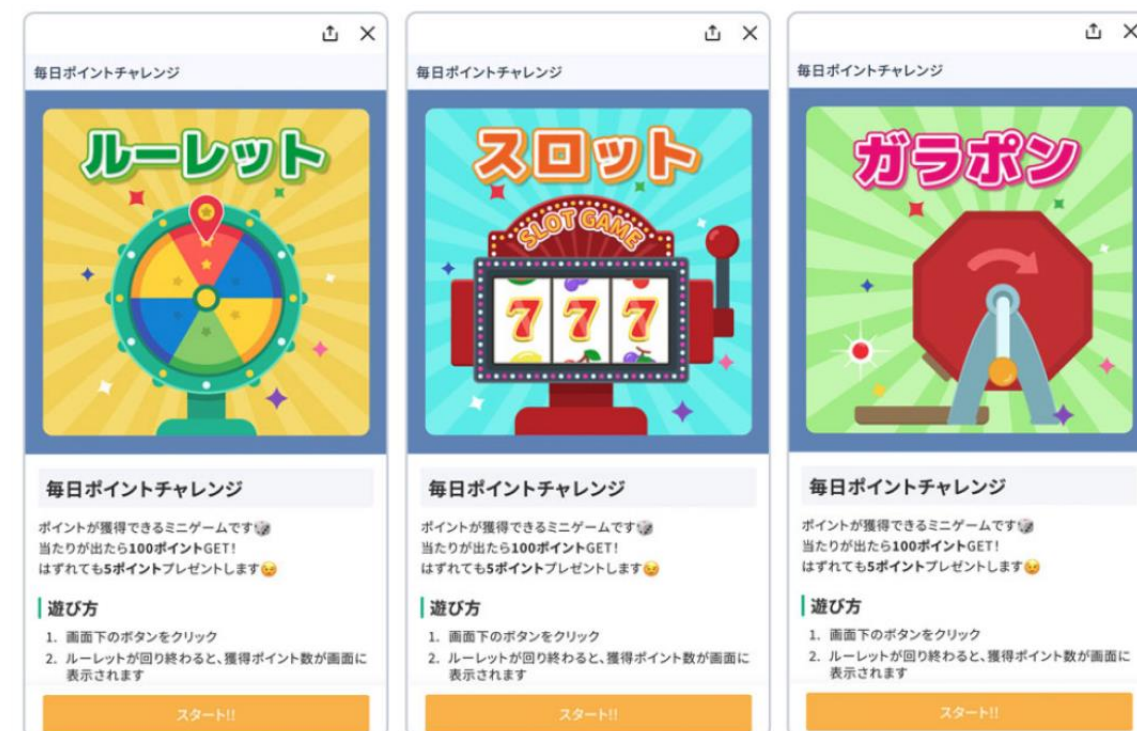 毎日ポイントチャレンジ
ルーレット
毎日ポイントチャレンジ
ポイントが獲得できるミニゲームです🎲
当たりが出たら100ポイントGET!
はずれても5ポイントプレゼントします😉
遊び方
1. 画面下のボタンをクリック
2. ルーレットが回り終わると、獲得ポイント数が画面に
表示されます
スタート!!
毎日ポイントチャレンジ
スロット
SLOT GAME
777
毎日ポイントチャレンジ
ポイントが獲得できるミニゲームです🎲
当たりが出たら100ポイントGET!
はずれても5ポイントプレゼントします😉
遊び方
1. 画面下のボタンをクリック
2. ルーレットが回り終わると、獲得ポイント数が画面に
表示されます
スタート!!
毎日ポイントチャレンジ
ガラポン
毎日ポイントチャレンジ
ポイントが獲得できるミニゲームです🎲
当たりが出たら100ポイントGET!
はずれても5ポイントプレゼントします😉
遊び方
1. 画面下のボタンをクリック
2. ルーレットが回り終わると、獲得ポイント数が画面に
表示されます
スタート!!